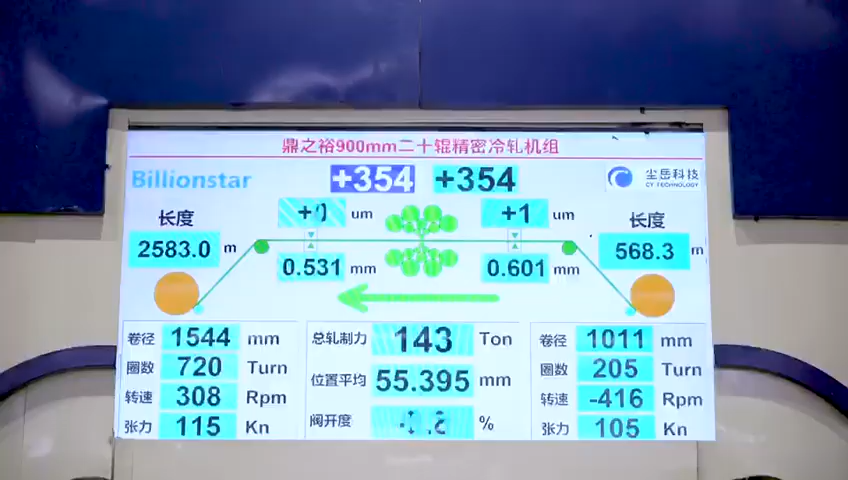 鼎之裕900mm二十辊精密冷轧机组
Billionstar
+354
+354
尘岳科技
CY TECHNOLOGY
长度
um
+1
um
长度
2583.0 m
0.531 mm
0.601 mm
568.3 m
卷径 1544 mm
圈数 720 Turn
转速 308 Rpm
张力 115 Kn
总轧制力 143 Ton
位置平均 55.395 mm
阀开度 %
卷径 1011 mm
圈数 205 Turn
转速 -416 Rpm
张力 105 Kn